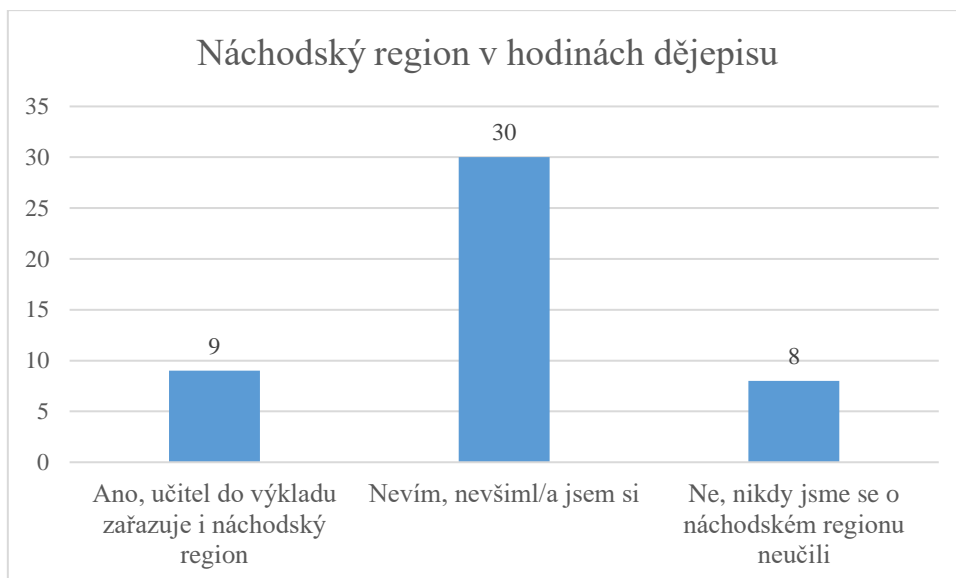 Náchodský region v hodinách dějepisu
35
30
25
20
15
10
5
0
9
30
8
Ano, učitel do výkladu
zařazuje i náchodský
region
Nevím, nevšiml/a jsem si
Ne, nikdy jsme se o
náchodském regionu
neučili